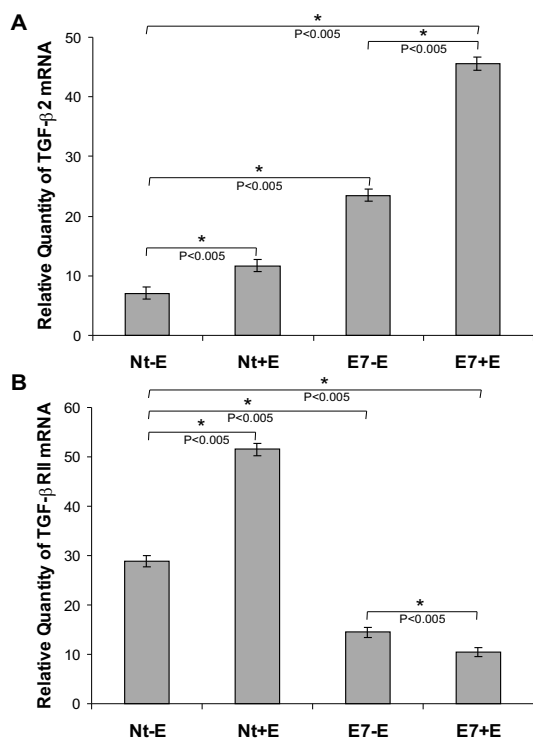 A
Relative Quantity of TGF-β 2 mRNA
50
40
30
20
10
0
*
P<0.005
*
P<0.005
*
P<0.005
*
P<0.005
Nt-E Nt+E E7-E E7+E
B
Relative Quantity of TGF-β RII mRNA
60
50
40
30
20
10
0
*
P<0.005
*
P<0.005
*
P<0.005
*
P<0.005
Nt-E Nt+E E7-E E7+E